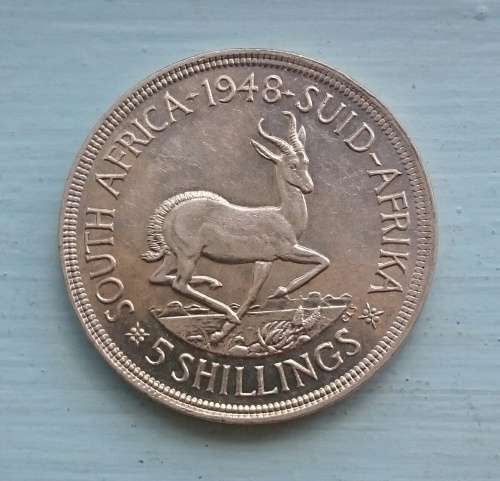 SOUTH AFRICA-1948-SUID-AFRIKA
5 SHILLINGS